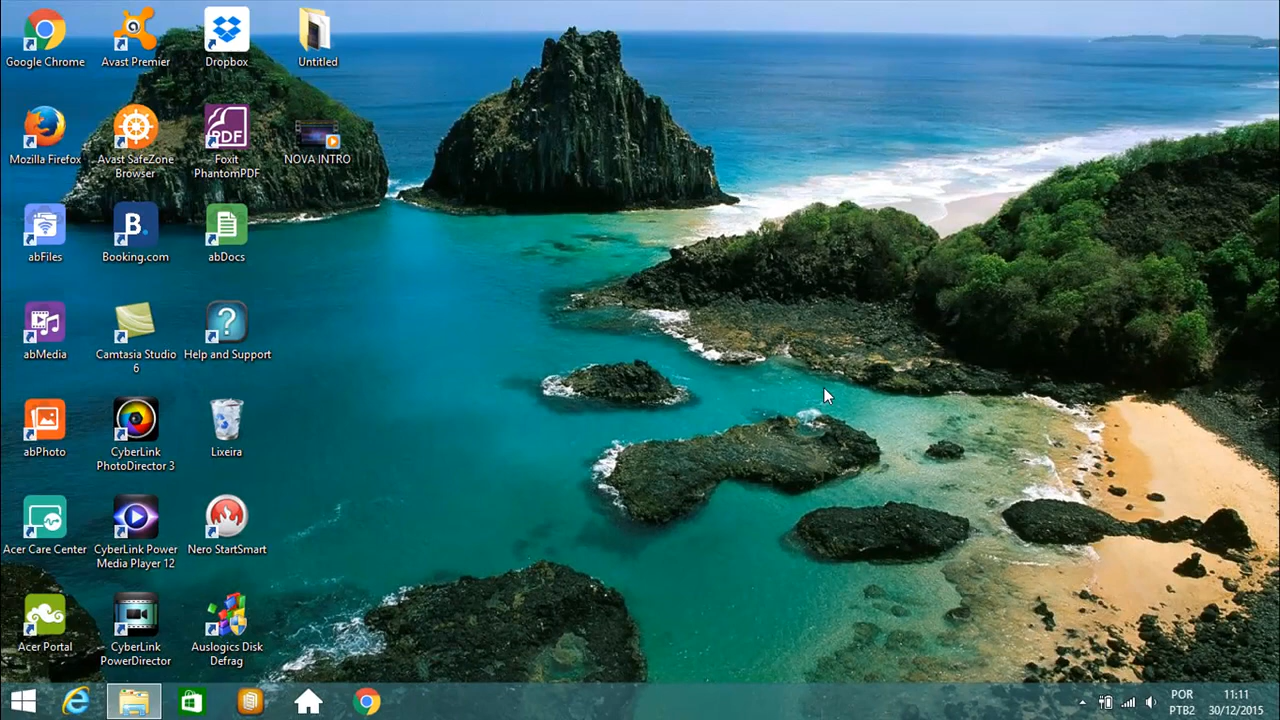 Google Chrome
Avast Premier
Dropbox
Untitled
Mozilla Firefox
Avast SafeZone
Browser
PDF
Foxit
PhantomPDF
NOVA INTRO
abFiles
B.
Booking.com
abDocs
abMedia
Camtasia Studio
6
Help and Support
abPhoto
CyberLink
PhotoDirector 3
Lixeira
Acer Care Center
CyberLink Power
Media Player 12
Nero StartSmart
Acer Portal
CyberLink
PowerDirector
Auslogics Disk
Defrag
POR
PTB2
11:11
30/12/2015